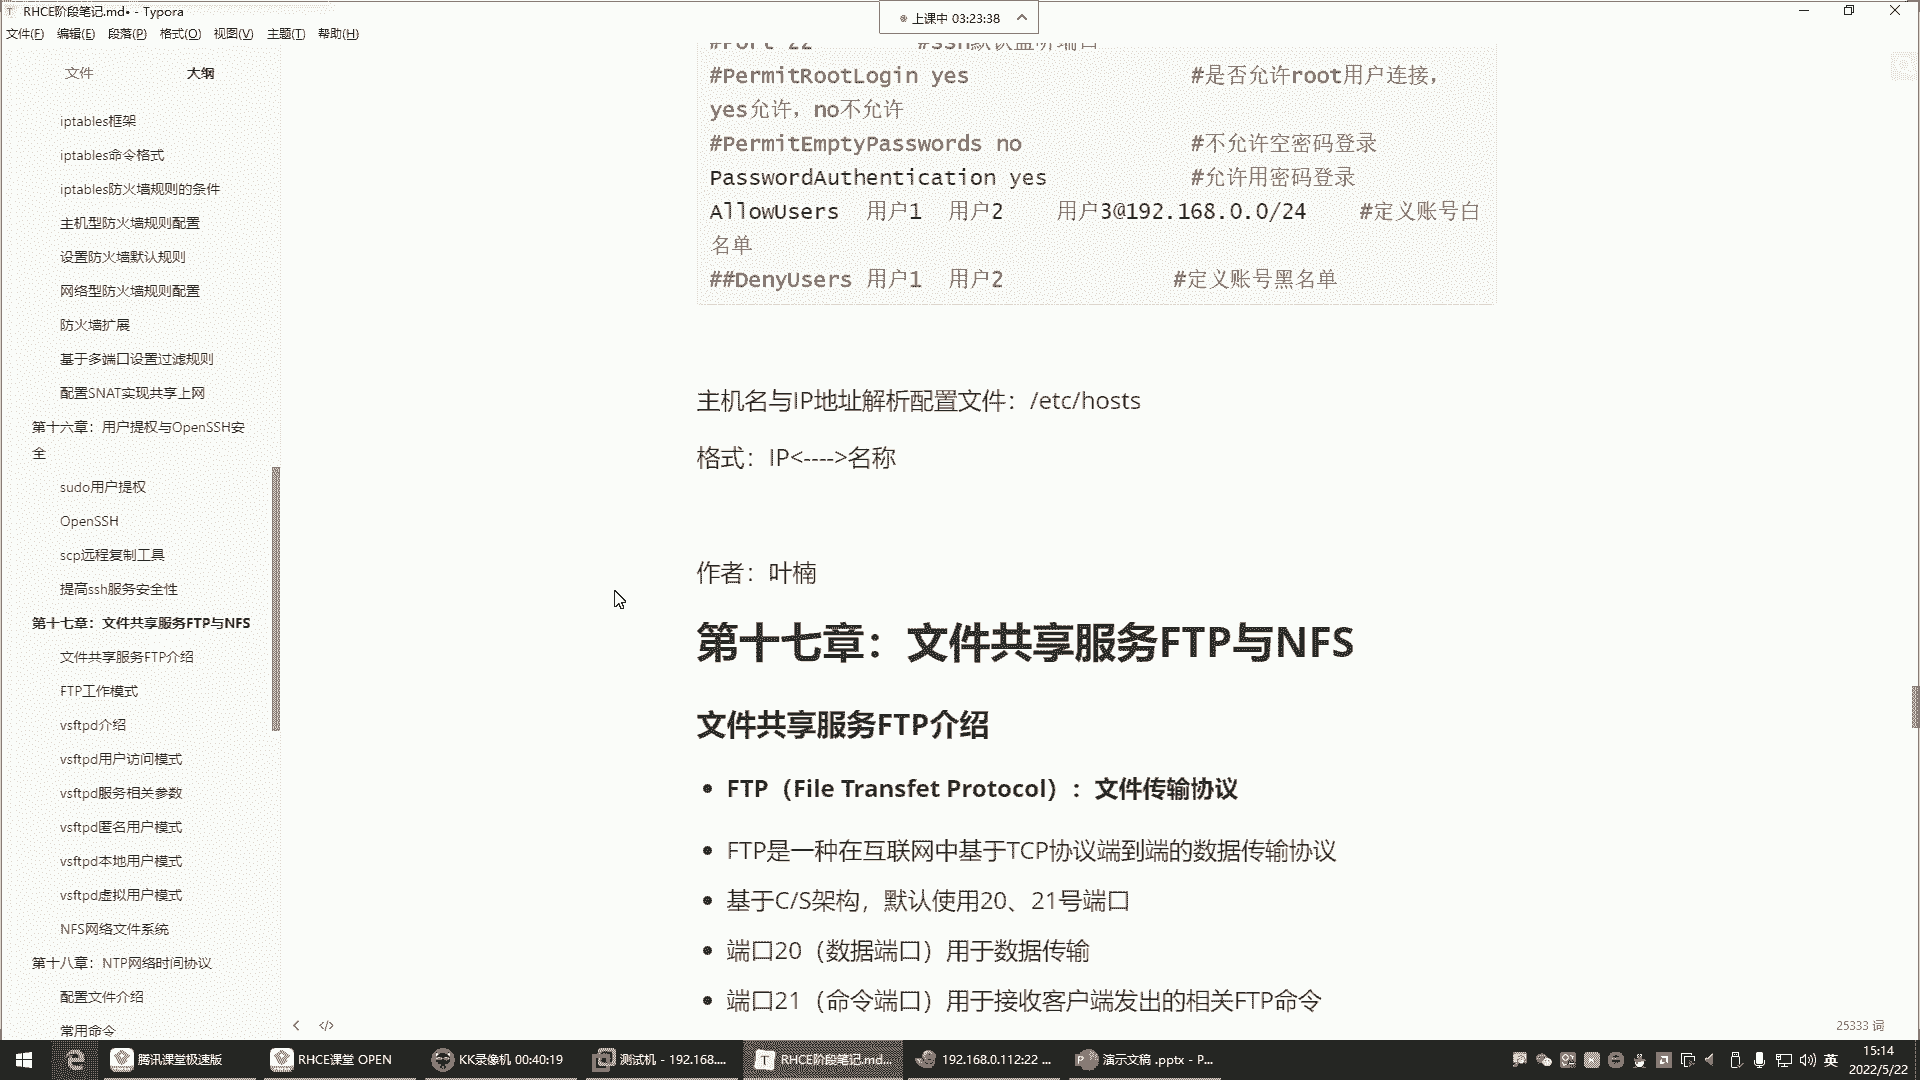 RHCE阶段笔记.md• - Typora
上课中 03:23:38
文件(F) 编辑(E) 段落(P) 格式(O) 视图(V) 主题(T) 帮助(H)
文件 大纲
iptables框架
iptables命令格式
iptables防火墙规则的条件
主机型防火墙规则配置
设置防火墙默认规则
网络型防火墙规则配置
防火墙扩展
基于多端口设置过滤规则
配置SNAT实现共享上网
第十六章：用户提权与OpenSSH安
全
sudo用户提权
OpenSSH
scp远程复制工具
提高ssh服务安全性
第十七章：文件共享服务FTP与NFS
文件共享服务FTP介绍
FTP工作模式
vsftpd介绍
vsftpd用户访问模式
vsftpd服务相关参数
vsftpd匿名用户模式
vsftpd本地用户模式
vsftpd虚拟用户模式
NFS网络文件系统
第十八章：NTP网络时间协议
配置文件介绍
常用命令
#Port 22 #ssh默认监听端口
#PermitRootLogin yes #是否允许root用户连接，
yes允许，no不允许
#PermitEmptyPasswords no #不允许空密码登录
PasswordAuthentication yes #允许用密码登录
AllowUsers 用户1 用户2 用户3@192.168.0.0/24 #定义账号白
名单
##DenyUsers 用户1 用户2 #定义账号黑名单
主机名与IP地址解析配置文件：/etc/hosts
格式：IP<---->名称
作者：叶楠
第十七章：文件共享服务FTP与NFS
文件共享服务FTP介绍
• FTP（File Transfet Protocol）：文件传输协议
• FTP是一种在互联网中基于TCP协议端到端的数据传输协议
• 基于C/S架构，默认使用20、21号端口
• 端口20（数据端口）用于数据传输
• 端口21（命令端口）用于接收客户端发出的相关FTP命令
25333 词
腾讯课堂极速版
RHCE课堂 OPEN
KK录像机 00:40:19
测试机 - 192.168....
RHCE阶段笔记.md...
192.168.0.112:22 ...
演示文稿 .pptx - P...
英
15:14
2022/5/22